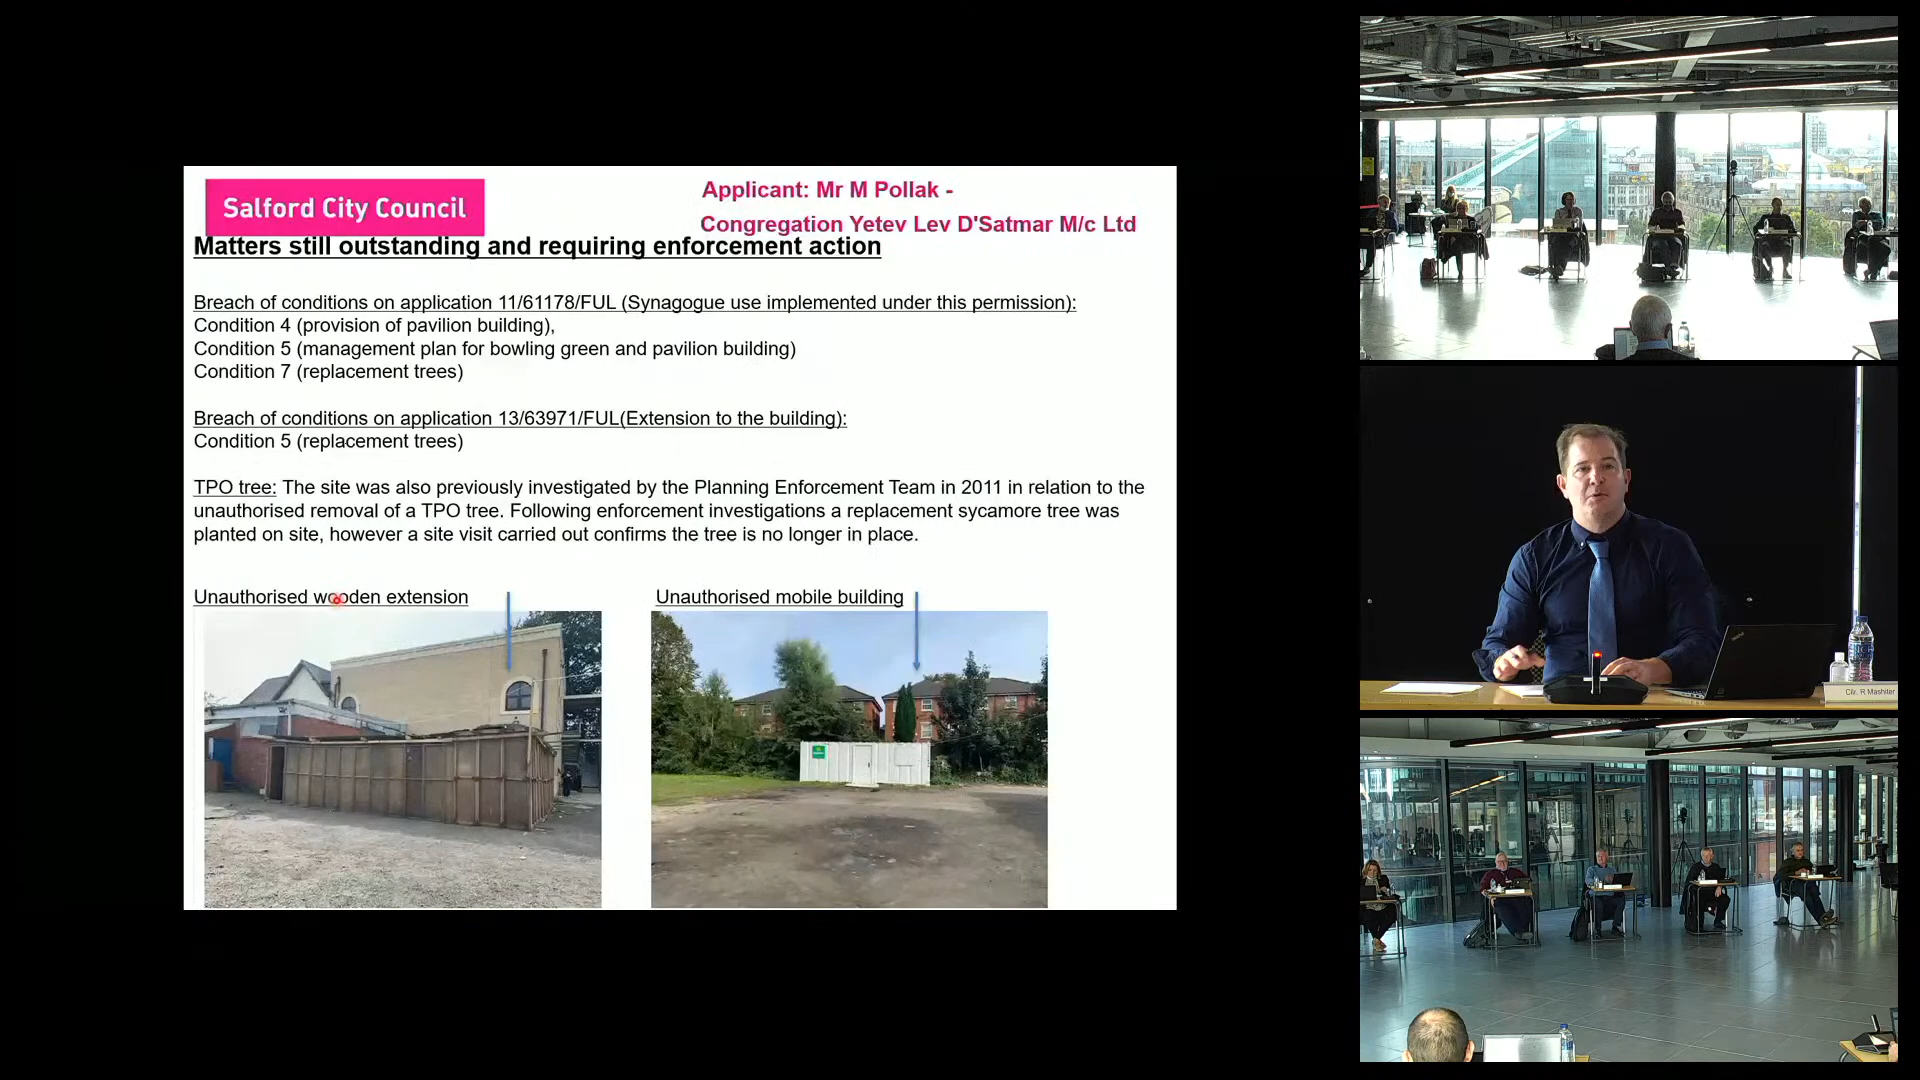 Salford City Council
Applicant: Mr M Pollak -
Congregation Yetev Lev D'Satmar M/c Ltd
Matters still outstanding and requiring enforcement action
Breach of conditions on application 11/61178/FUL (Synagogue use implemented under this permission):
Condition 4 (provision of pavilion building),
Condition 5 (management plan for bowling green and pavilion building)
Condition 7 (replacement trees)
Breach of conditions on application 13/63971/FUL(Extension to the building):
Condition 5 (replacement trees)
TPO tree: The site was also previously investigated by the Planning Enforcement Team in 2011 in relation to the
unauthorised removal of a TPO tree. Following enforcement investigations a replacement sycamore tree was
planted on site, however a site visit carried out confirms the tree is no longer in place.
Unauthorised wooden extension
Unauthorised mobile building
Cllr. R Mashiter